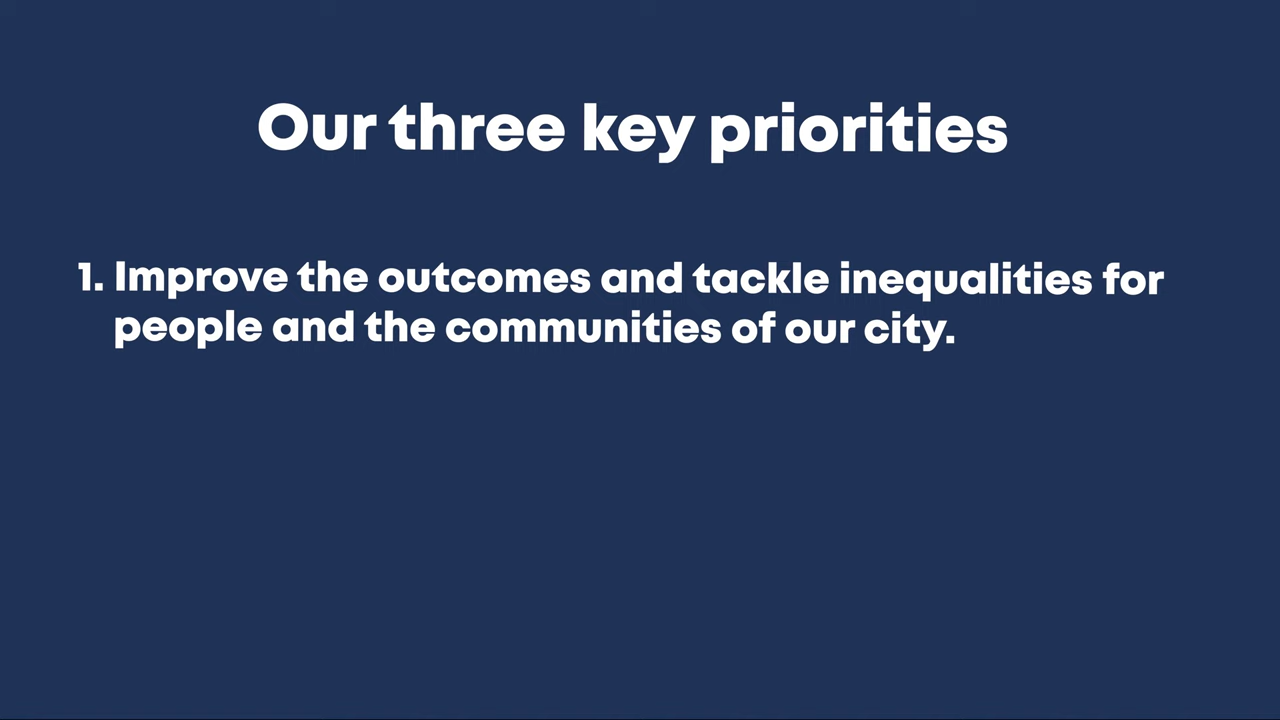 Our three key priorities
1. Improve the outcomes and tackle inequalities for
people and the communities of our city.